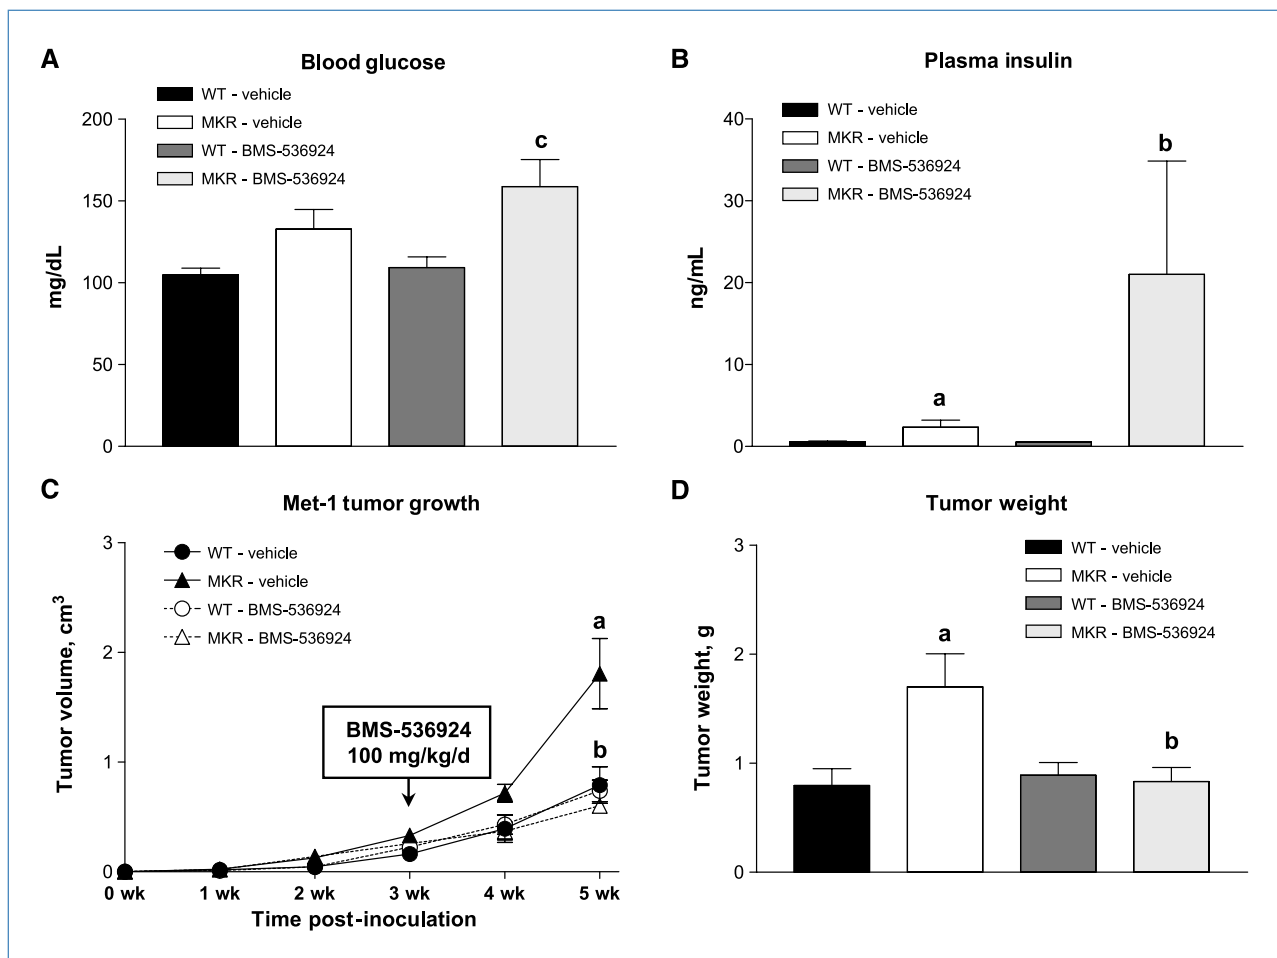 A
Blood glucose
WT - vehicle
MKR - vehicle
WT - BMS-536924
MKR - BMS-536924
200
150
100
50
0
mg/dL
c
B
Plasma insulin
WT - vehicle
MKR - vehicle
WT - BMS-536924
MKR - BMS-536924
40
30
20
10
0
ng/mL
a
b
C
Met-1 tumor growth
WT - vehicle
MKR - vehicle
WT - BMS-536924
MKR - BMS-536924
3
2
1
0
Tumor volume, cm³
a
b
BMS-536924
100 mg/kg/d
0 wk 1 wk 2 wk 3 wk 4 wk 5 wk
Time post-inoculation
D
Tumor weight
WT - vehicle
MKR - vehicle
WT - BMS-536924
MKR - BMS-536924
3
2
1
0
Tumor weight, g
a
b